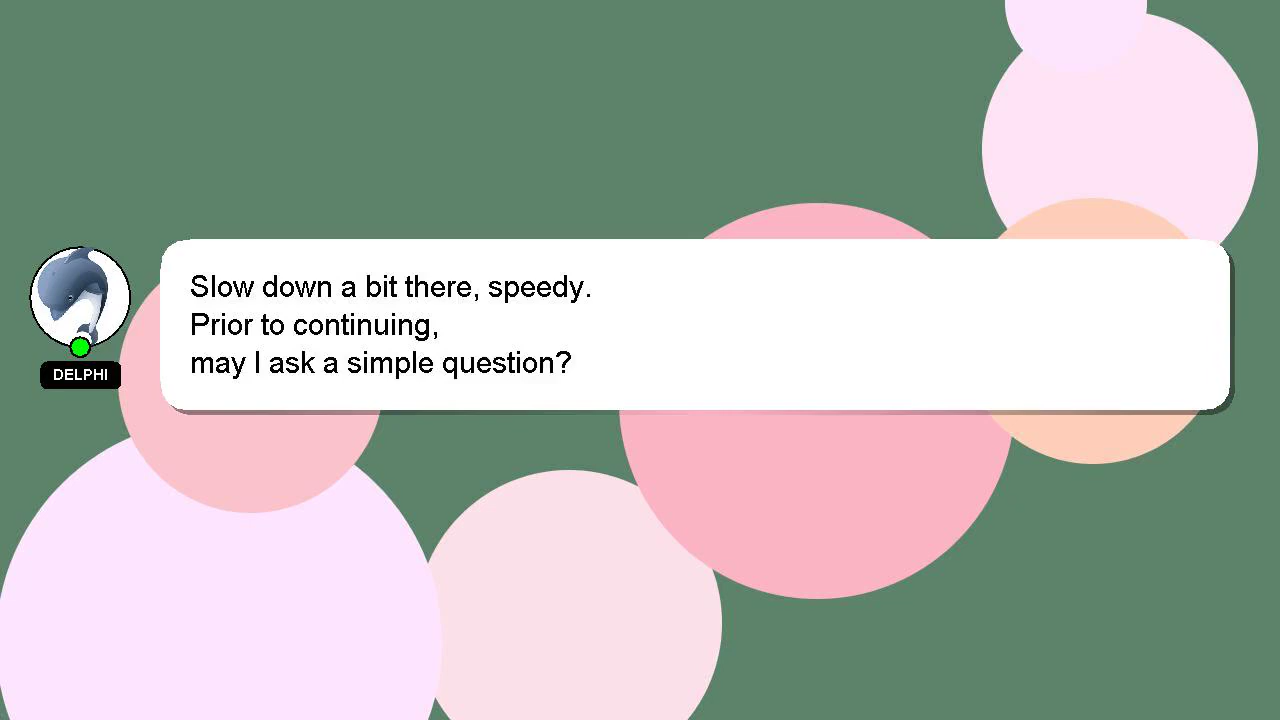 Slow down a bit there, speedy.
Prior to continuing,
may I ask a simple question?
DELPHI